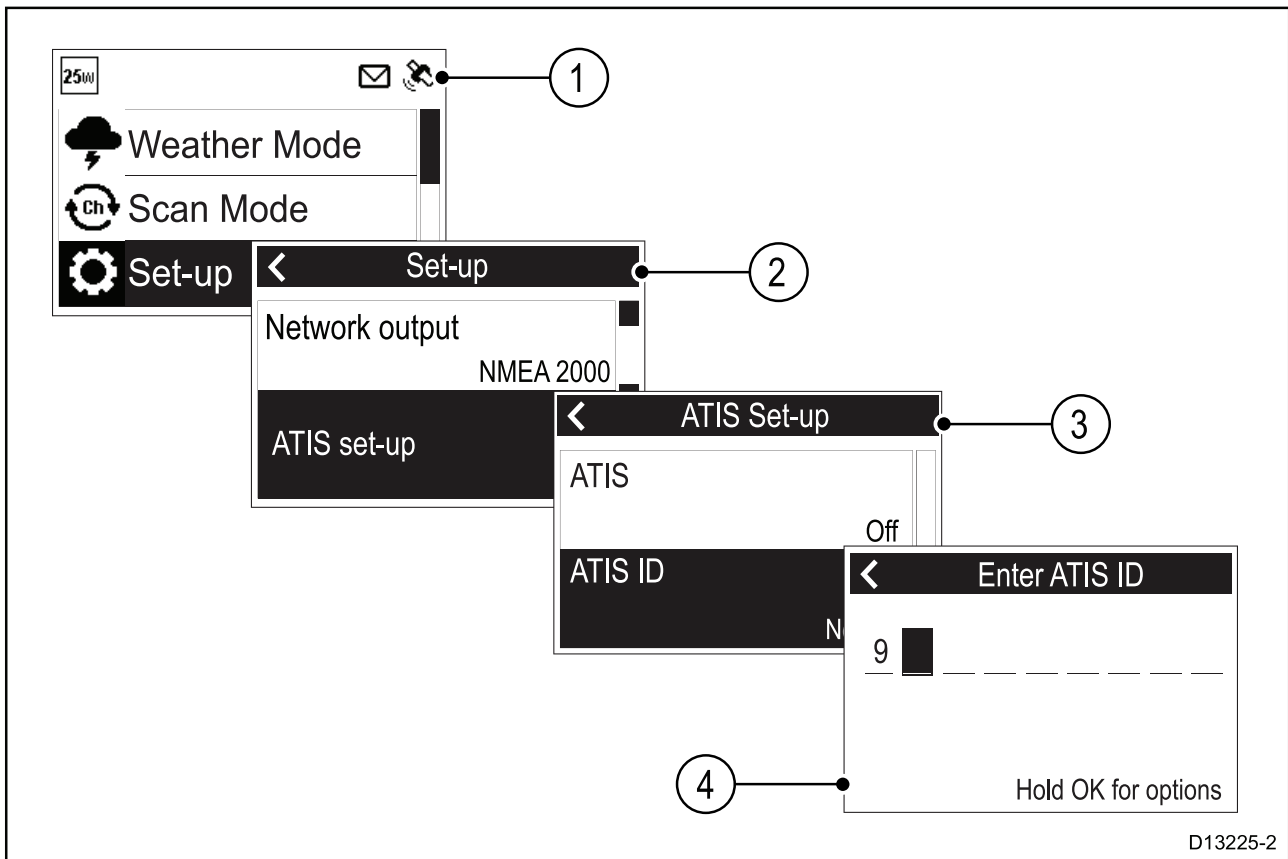 25W
1
Weather Mode
Ch
Scan Mode
Set-up
Set-up
2
Network output
NMEA 2000
ATIS set-up
ATIS Set-up
3
ATIS
Off
ATIS ID
Enter ATIS ID
9
4
Hold OK for options
D13225-2